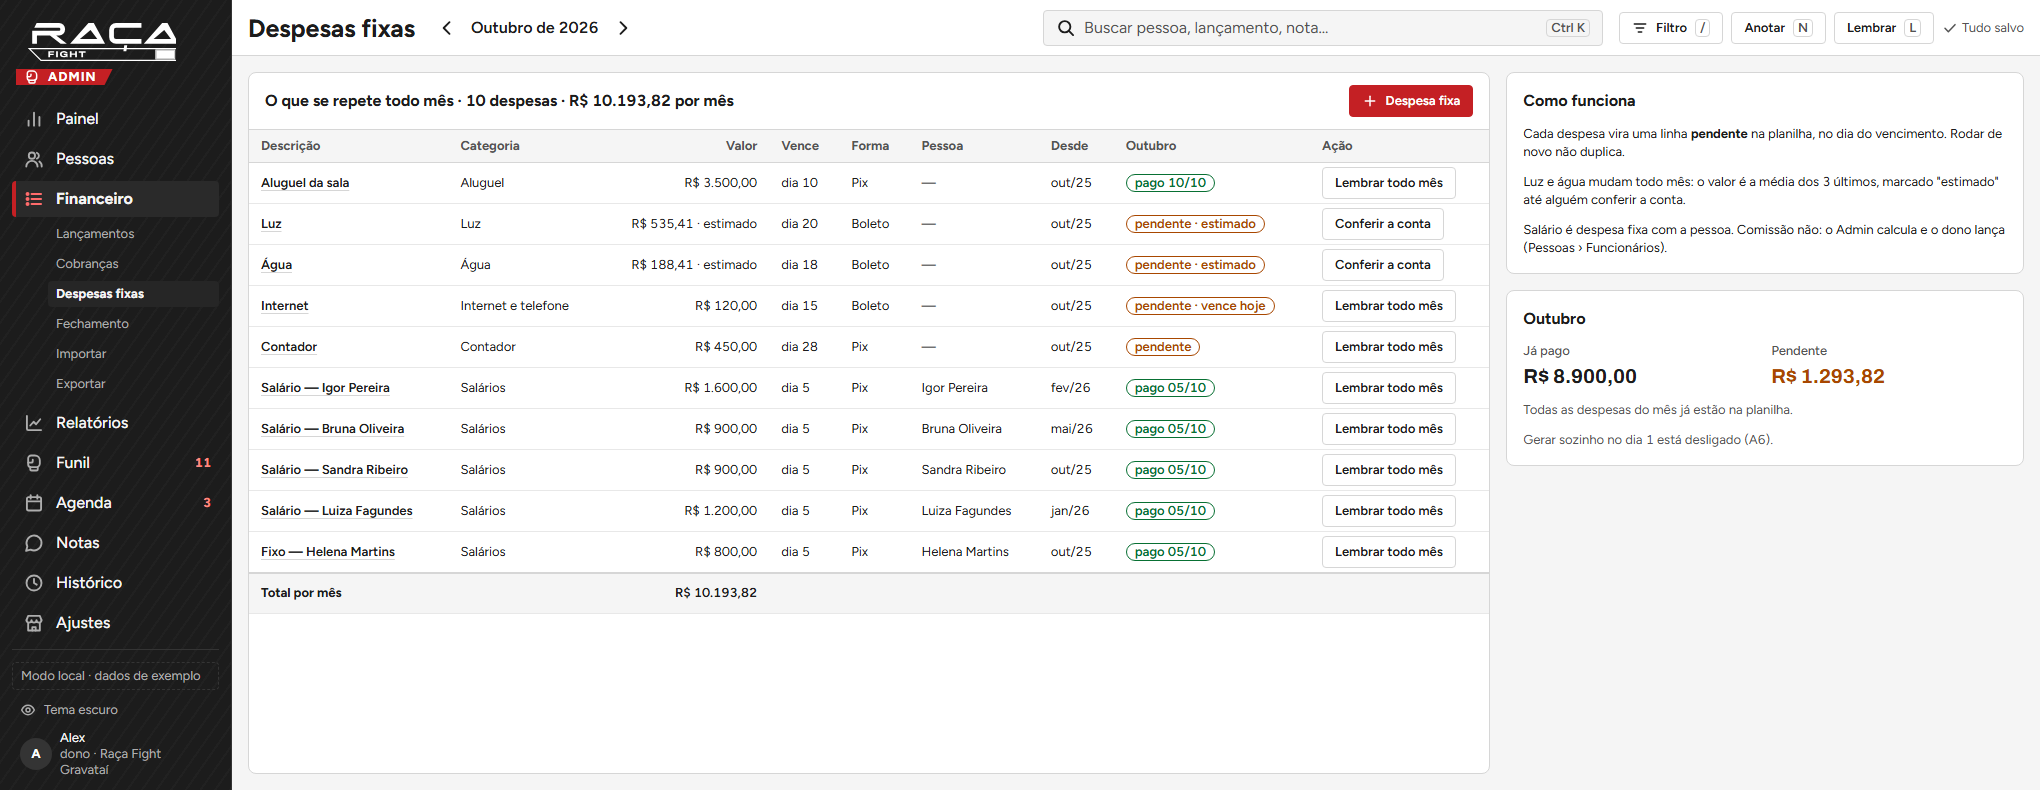 RAÇA
FIGHT
ADMIN
Painel
Pessoas
Financeiro
Lançamentos
Cobranças
Despesas fixas
Fechamento
Importar
Exportar
Relatórios
Funil 11
Agenda 3
Notas
Histórico
Ajustes
Modo local · dados de exemplo
Tema escuro
A
Alex
dono · Raça Fight
Gravataí
Despesas fixas
Outubro de 2026
Buscar pessoa, lançamento, nota... Ctrl K
Filtro /
Anotar N
Lembrar L
Tudo salvo
O que se repete todo mês · 10 despesas · R$ 10.193,82 por mês
+ Despesa fixa
Descrição Categoria Valor Vence Forma Pessoa Desde Outubro Ação
Aluguel da sala Aluguel R$ 3.500,00 dia 10 Pix — out/25 pago 10/10 Lembrar todo mês
Luz Luz R$ 535,41 · estimado dia 20 Boleto — out/25 pendente · estimado Conferir a conta
Água Água R$ 188,41 · estimado dia 18 Boleto — out/25 pendente · estimado Conferir a conta
Internet Internet e telefone R$ 120,00 dia 15 Boleto — out/25 pendente · vence hoje Lembrar todo mês
Contador Contador R$ 450,00 dia 28 Pix — out/25 pendente Lembrar todo mês
Salário — Igor Pereira Salários R$ 1.600,00 dia 5 Pix Igor Pereira fev/26 pago 05/10 Lembrar todo mês
Salário — Bruna Oliveira Salários R$ 900,00 dia 5 Pix Bruna Oliveira mai/26 pago 05/10 Lembrar todo mês
Salário — Sandra Ribeiro Salários R$ 900,00 dia 5 Pix Sandra Ribeiro out/25 pago 05/10 Lembrar todo mês
Salário — Luiza Fagundes Salários R$ 1.200,00 dia 5 Pix Luiza Fagundes jan/26 pago 05/10 Lembrar todo mês
Fixo — Helena Martins Salários R$ 800,00 dia 5 Pix Helena Martins out/25 pago 05/10 Lembrar todo mês
Total por mês R$ 10.193,82
Como funciona
Cada despesa vira uma linha pendente na planilha, no dia do vencimento. Rodar de
novo não duplica.
Luz e água mudam todo mês: o valor é a média dos 3 últimos, marcado "estimado"
até alguém conferir a conta.
Salário é despesa fixa com a pessoa. Comissão não: o Admin calcula e o dono lança
(Pessoas › Funcionários).
Outubro
Já pago Pendente
R$ 8.900,00 R$ 1.293,82
Todas as despesas do mês já estão na planilha.
Gerar sozinho no dia 1 está desligado (A6).